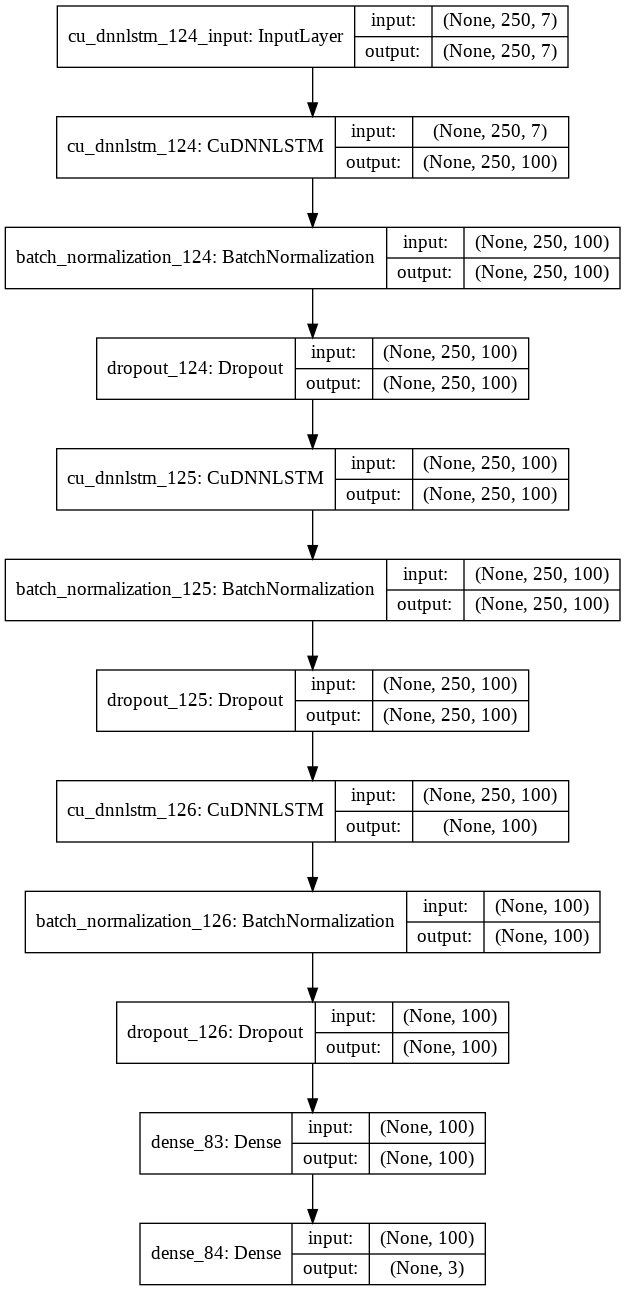 cu_dnnlstm_124_input: InputLayer input: (None, 250, 7)
output: (None, 250, 7)
cu_dnnlstm_124: CuDNNLSTM input: (None, 250, 7)
output: (None, 250, 100)
batch_normalization_124: BatchNormalization input: (None, 250, 100)
output: (None, 250, 100)
dropout_124: Dropout input: (None, 250, 100)
output: (None, 250, 100)
cu_dnnlstm_125: CuDNNLSTM input: (None, 250, 100)
output: (None, 250, 100)
batch_normalization_125: BatchNormalization input: (None, 250, 100)
output: (None, 250, 100)
dropout_125: Dropout input: (None, 250, 100)
output: (None, 250, 100)
cu_dnnlstm_126: CuDNNLSTM input: (None, 250, 100)
output: (None, 100)
batch_normalization_126: BatchNormalization input: (None, 100)
output: (None, 100)
dropout_126: Dropout input: (None, 100)
output: (None, 100)
dense_83: Dense input: (None, 100)
output: (None, 100)
dense_84: Dense input: (None, 100)
output: (None, 3)